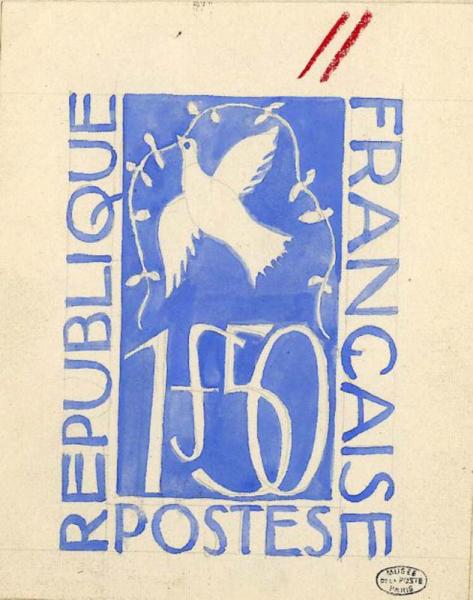 REPUBLIQUE
FRANÇAISE
1f50
POSTES
MUSÉE
DE LA POSTE
PARIS